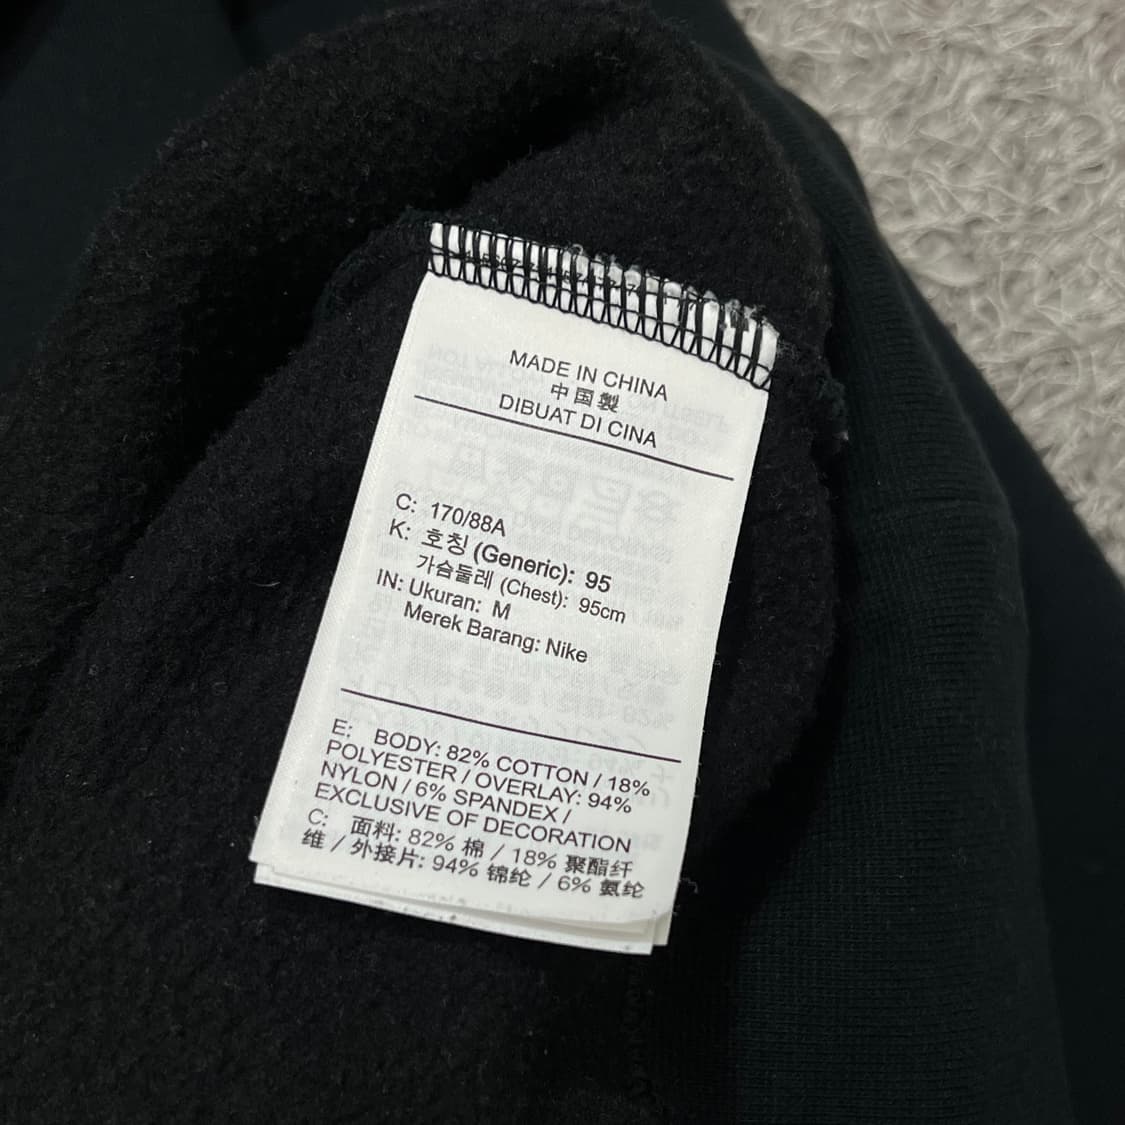 MADE IN CHINA
中国製
DIBUAT DI CINA
C: 170/88A
K: 호칭 (Generic): 95
가슴둘레 (Chest): 95cm
IN: Ukuran: M
Merek Barang: Nike
E: BODY: 82% COTTON / 18%
POLYESTER / OVERLAY: 94%
NYLON / 6% SPANDEX /
EXCLUSIVE OF DECORATION
C: 面料: 82% 棉 / 18% 聚酯纤
维 / 外接片: 94% 锦纶 / 6% 氨纶